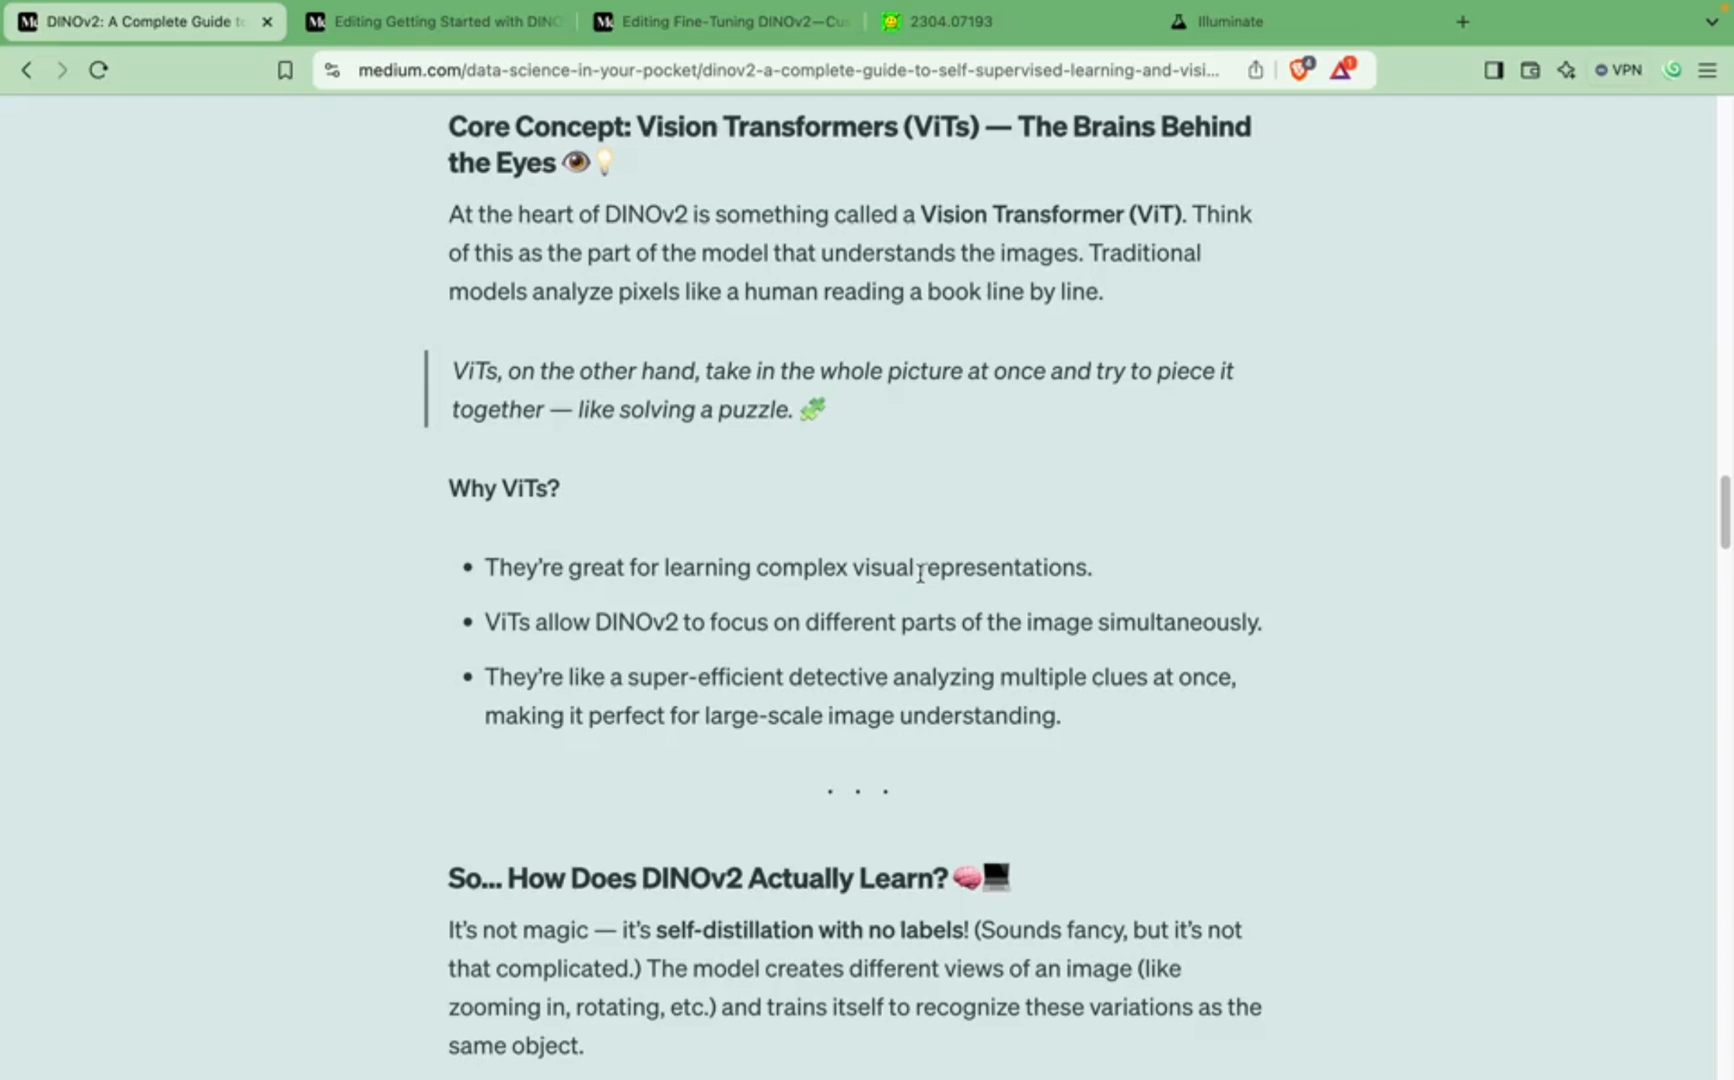 DINOv2: A Complete Guide to
Editing Getting Started with DINO
Editing Fine-Tuning DINOv2—Cus
2304.07193
Illuminate
medium.com/data-science-in-your-pocket/dinov2-a-complete-guide-to-self-supervised-learning-and-visi...
4
1
VPN
Core Concept: Vision Transformers (ViTs) — The Brains Behind
the Eyes 👁️💡
At the heart of DINOv2 is something called a Vision Transformer (ViT). Think
of this as the part of the model that understands the images. Traditional
models analyze pixels like a human reading a book line by line.
ViTs, on the other hand, take in the whole picture at once and try to piece it
together — like solving a puzzle. 🧩
Why ViTs?
• They’re great for learning complex visual representations.
• ViTs allow DINOv2 to focus on different parts of the image simultaneously.
• They’re like a super-efficient detective analyzing multiple clues at once,
making it perfect for large-scale image understanding.
. . .
So... How Does DINOv2 Actually Learn? 🧠💻
It’s not magic — it’s self-distillation with no labels! (Sounds fancy, but it’s not
that complicated.) The model creates different views of an image (like
zooming in, rotating, etc.) and trains itself to recognize these variations as the
same object.